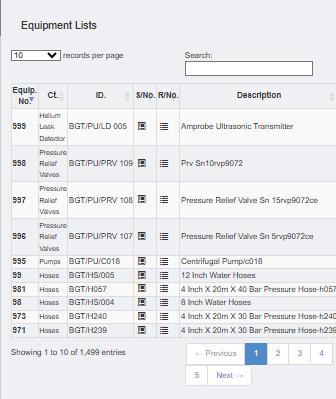 Equipment Lists
10 records per page
Search:
Equip. No. Ct. ID. S/No. R/No. Description
999 Helium Leak Detector BGT/PU/LD 005 Amprobe Ultrasonic Transmitter
998 Pressure Relief Valves BGT/PU/PRV 109 Prv Sn10rvp9072
997 Pressure Relief Valves BGT/PU/PRV 108 Pressure Relief Valve Sn 15rvp9072ce
996 Pressure Relief Valves BGT/PU/PRV 107 Pressure Relief Valve Sn 5rvp9072ce
995 Pumps BGT/PU/C018 Centrifugal Pump/c018
99 Hoses BGT/HS/005 12 Inch Water Hoses
981 Hoses BGT/H057 4 Inch X 20m X 40 Bar Pressure Hose-h057
98 Hoses BGT/HS/004 8 Inch Water Hoses
973 Hoses BGT/H240 4 Inch X 20m X 30 Bar Pressure Hose-h240
971 Hoses BGT/H239 4 Inch X 20m X 30 Bar Pressure Hose-h239
Showing 1 to 10 of 1,499 entries
← Previous 1 2 3 4
5 Next →